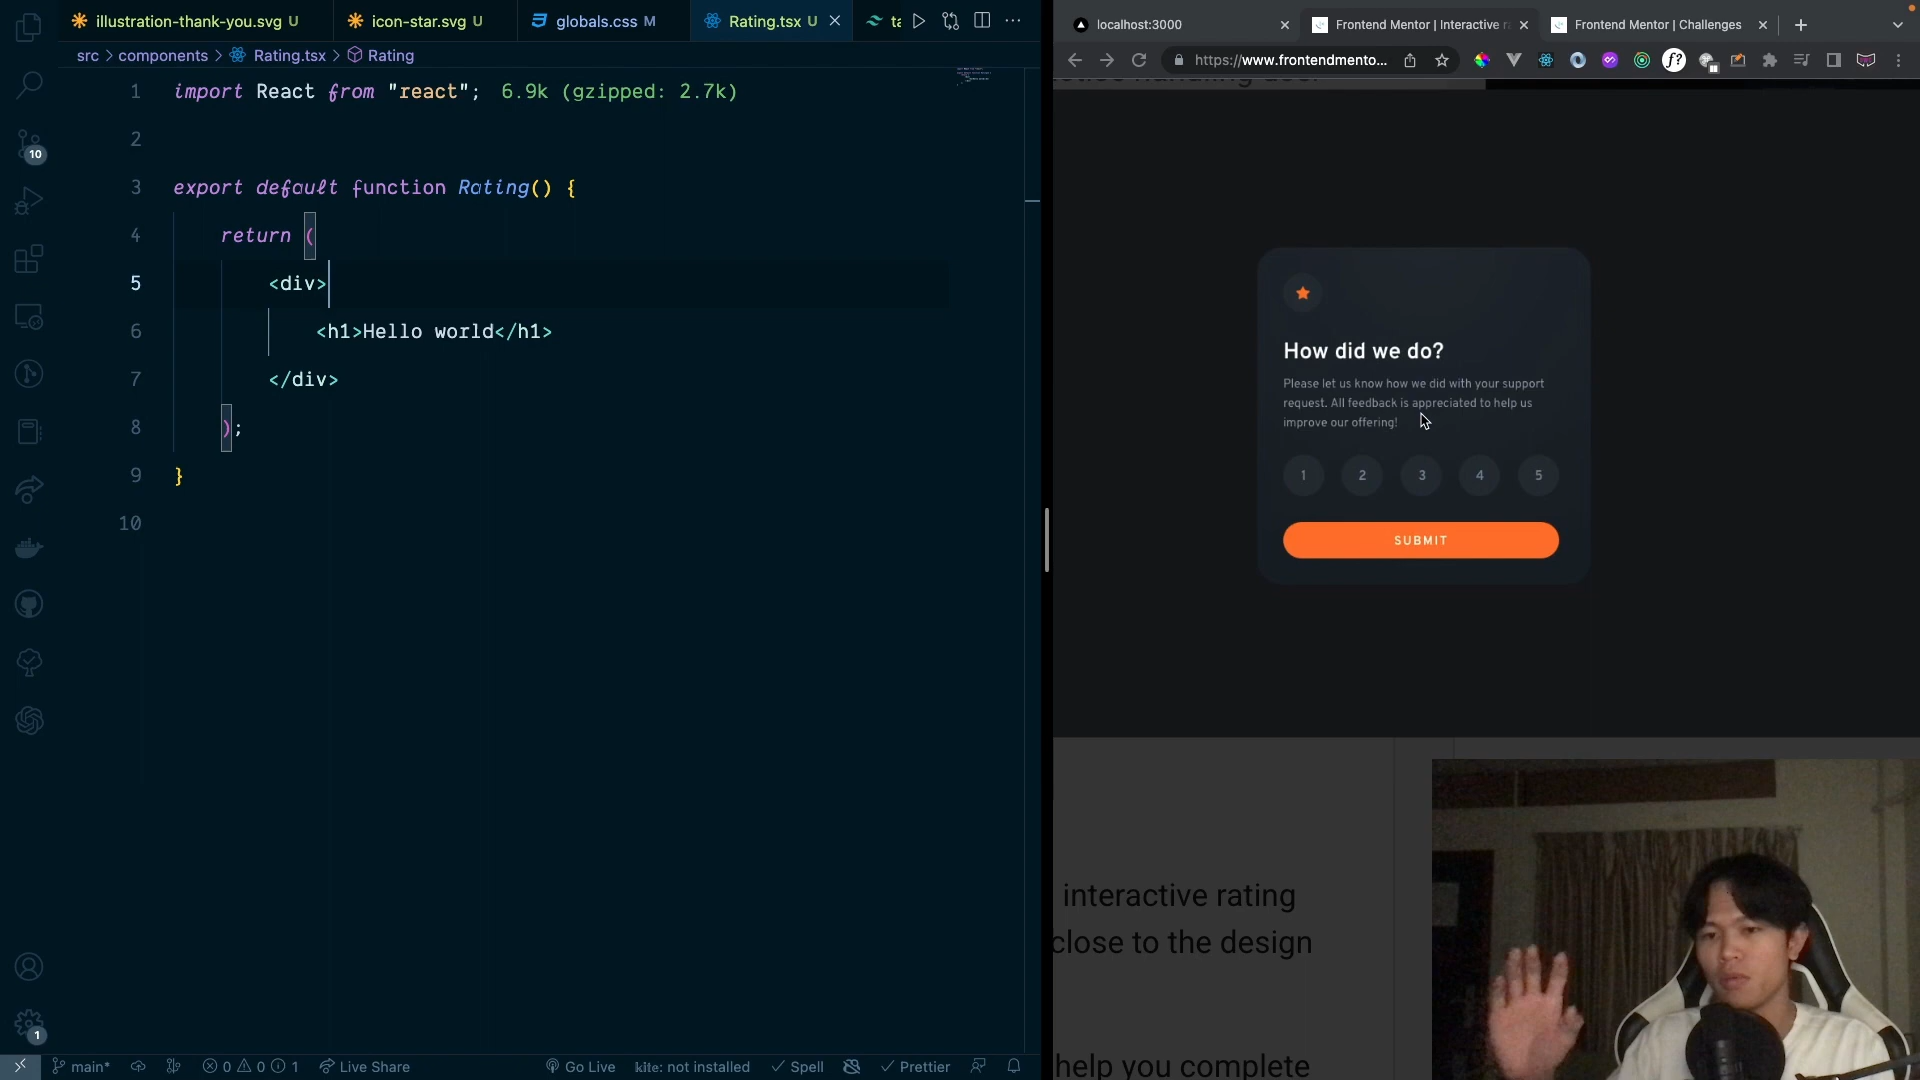 illustration-thank-you.svg U
icon-star.svg U
globals.css M
Rating.tsx U
src > components > Rating.tsx > Rating
1 import React from "react"; 6.9k (gzipped: 2.7k)
2
3 export default function Rating() {
4 return (
5 <div>
6 <h1>Hello world</h1>
7 </div>
8 );
9 }
10
10
1
main*
0 0 1
Live Share
Go Live
kite: not installed
Spell
Prettier
localhost:3000
Frontend Mentor | Interactive r
Frontend Mentor | Challenges
https://www.frontendmento...
f?
How did we do?
Please let us know how we did with your support
request. All feedback is appreciated to help us
improve our offering!
1 2 3 4 5
SUBMIT
interactive rating
close to the design
help you complete